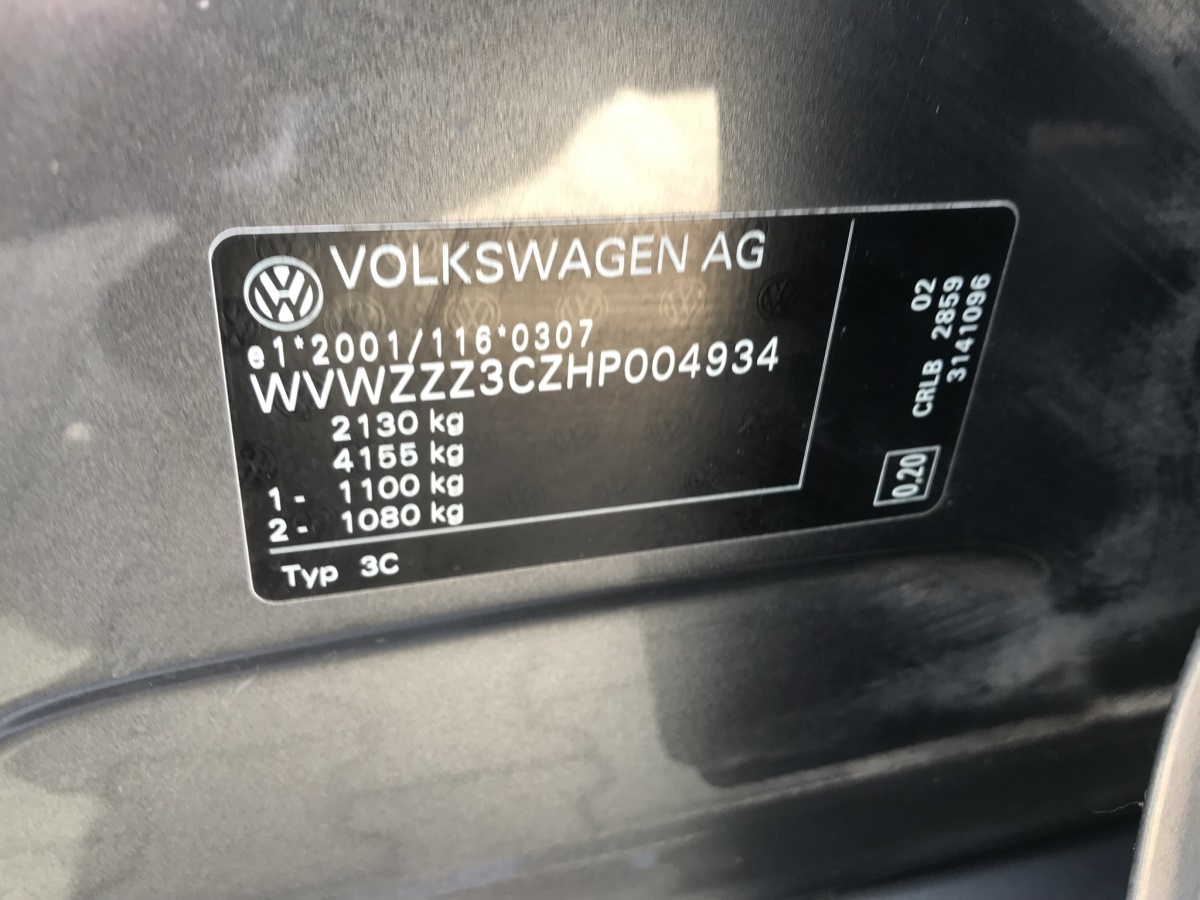 VOLKSWAGEN AG
e1*2001/116*0307
WVWZZZ3CZHP004934
2130 kg
4155 kg
1- 1100 kg
2- 1080 kg
Typ 3C
02
CRLB 2859
3141096
0.20